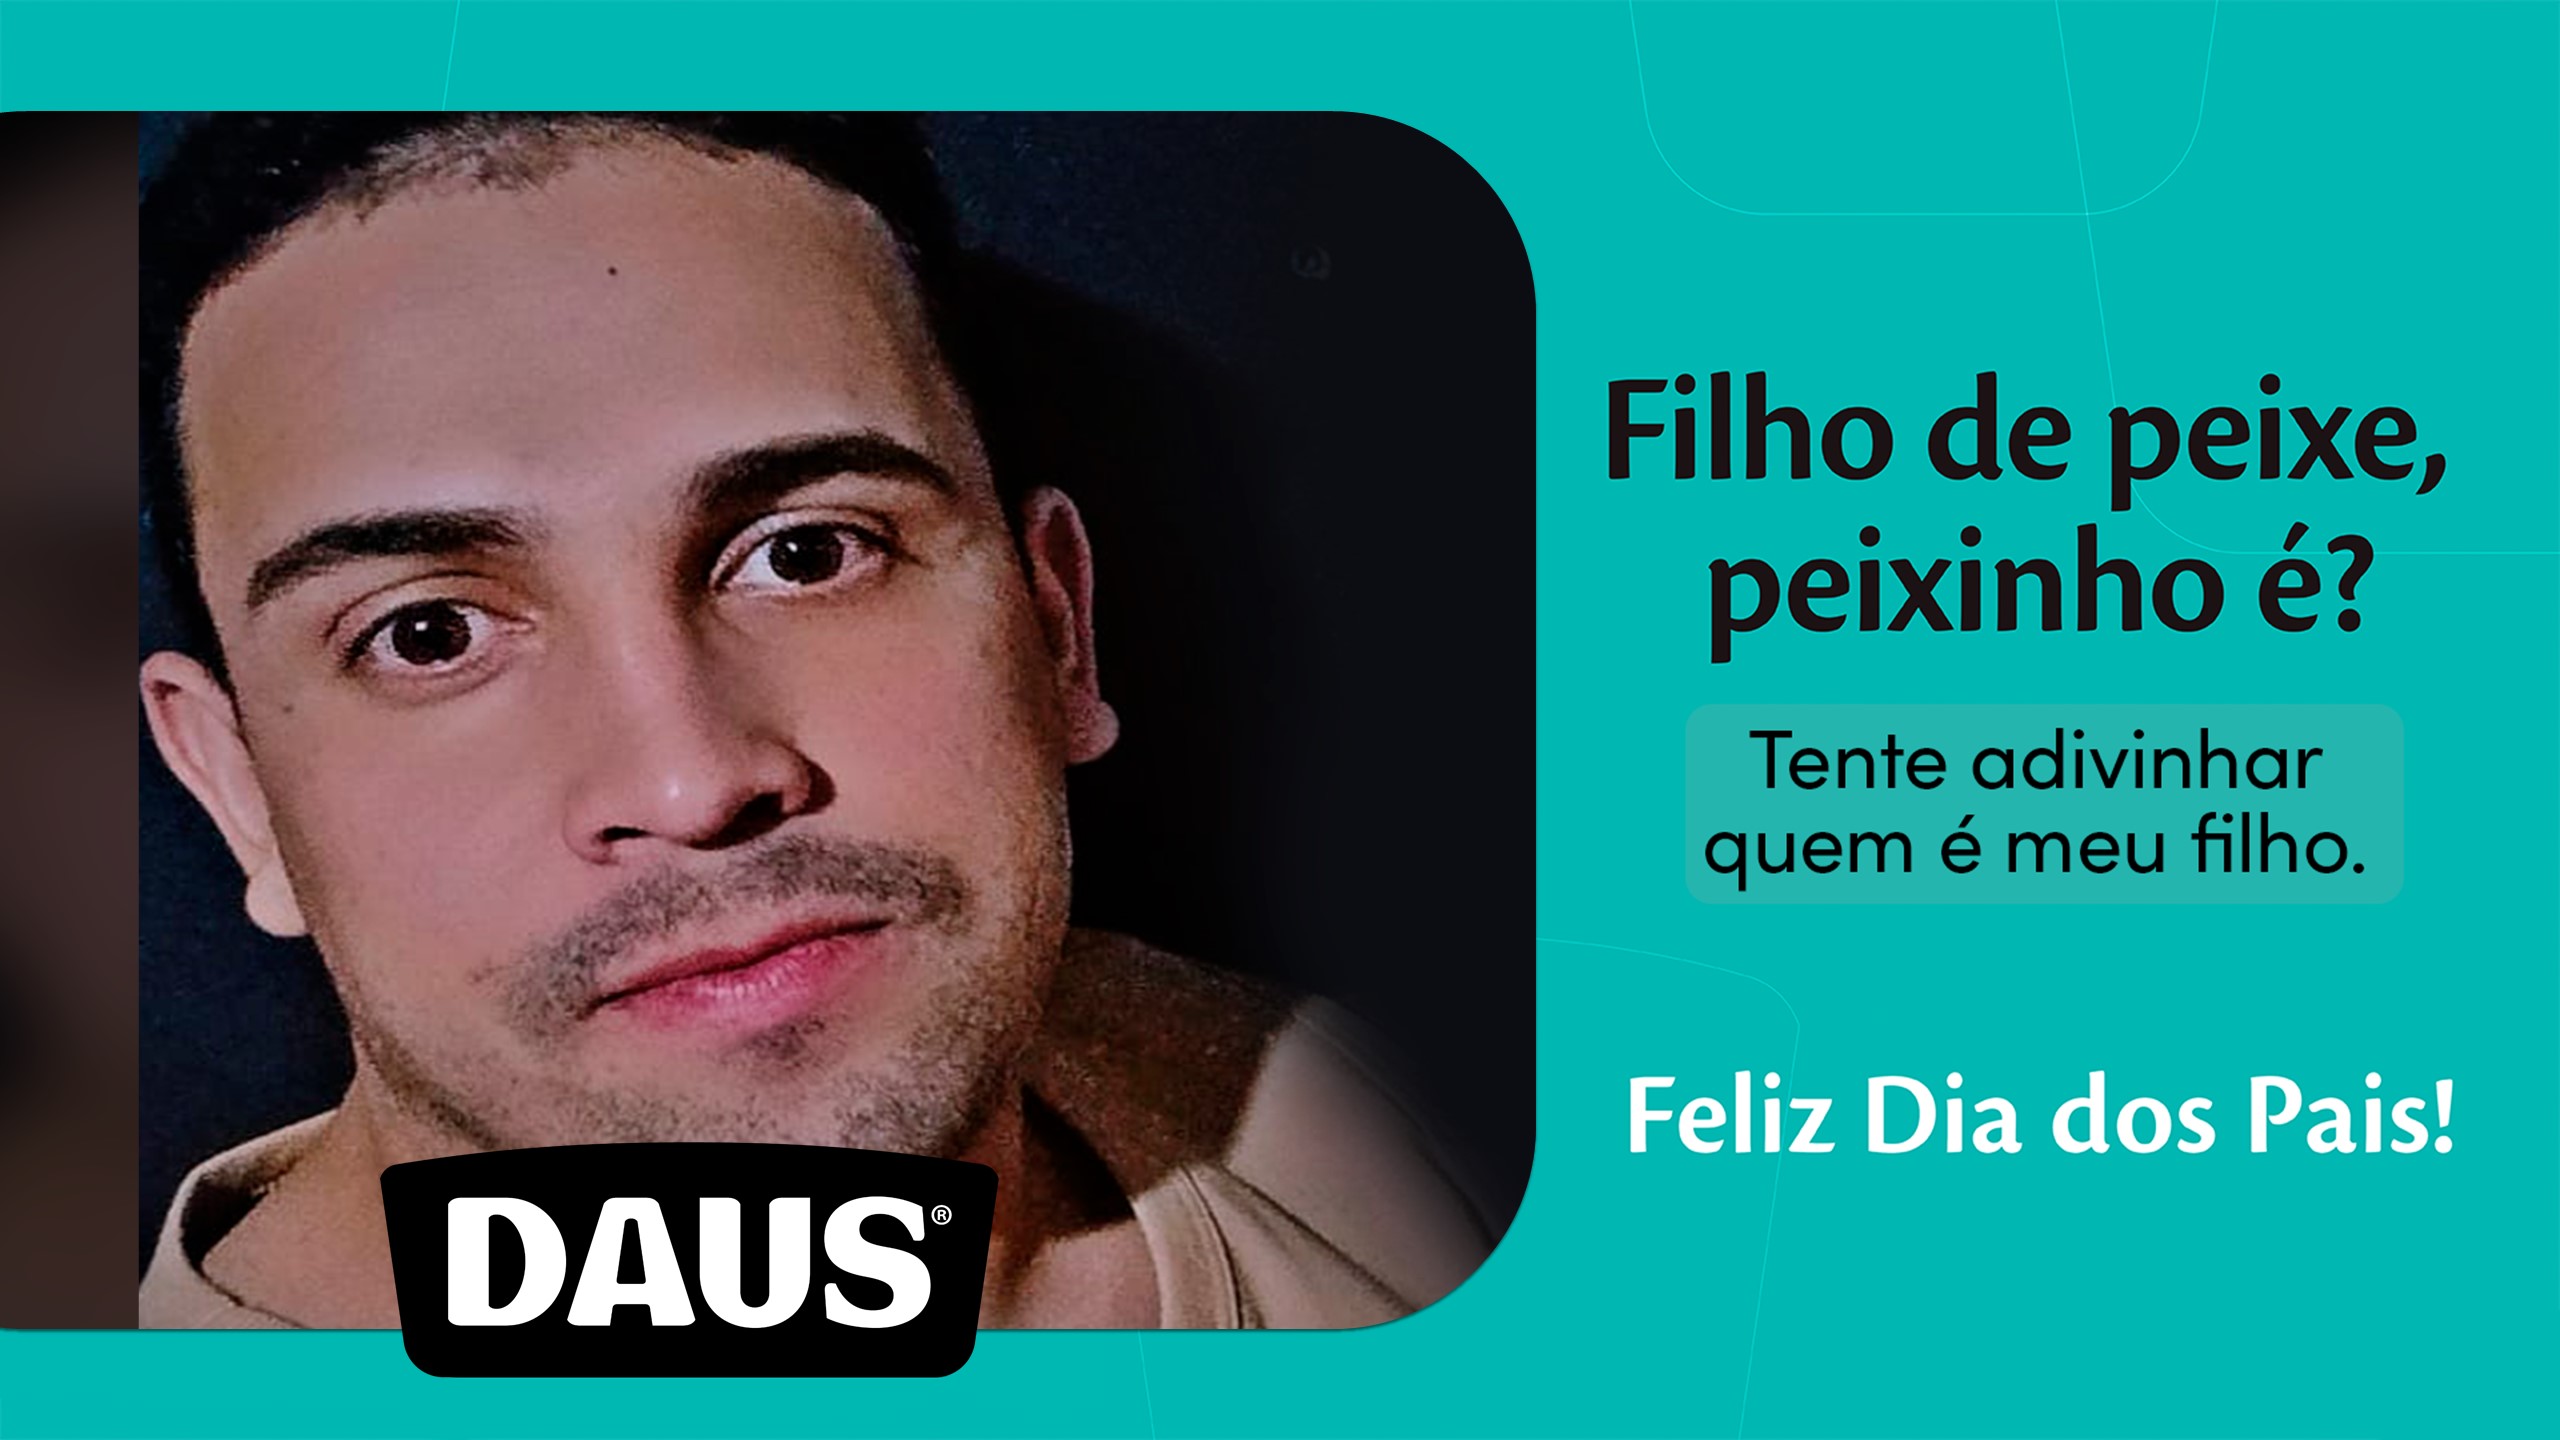 Filho de peixe,
peixinho é?
Tente adivinhar
quem é meu filho.
Feliz Dia dos Pais!
DAUS®